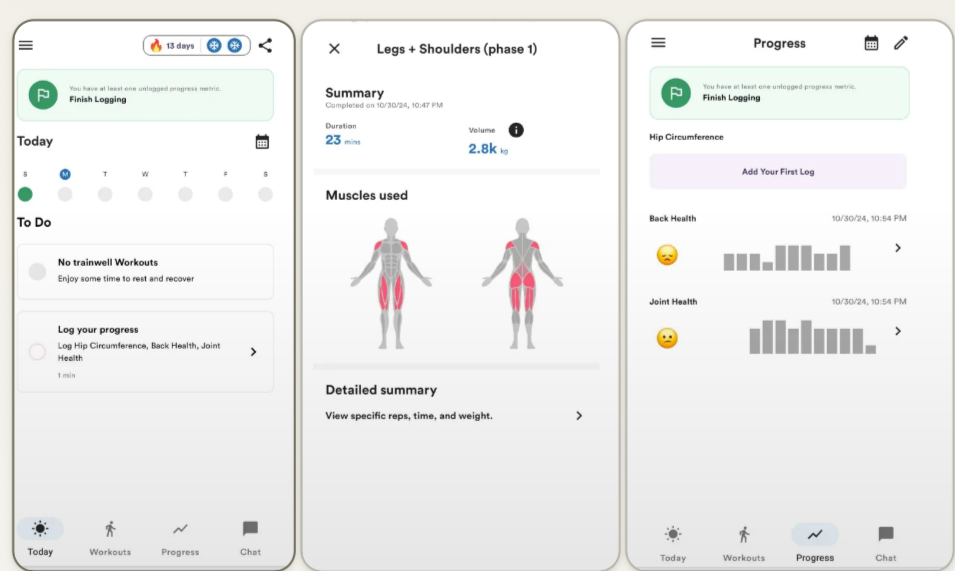 13 days
You have at least one unlogged progress metric.
Finish Logging
Today
S M T W T F S
To Do
No trainwell Workouts
Enjoy some time to rest and recover
Log your progress
Log Hip Circumference, Back Health, Joint
Health
1 min
Today Workouts Progress Chat
Legs + Shoulders (phase 1)
Summary
Completed on 10/30/24, 10:47 PM
Duration
23 mins
Volume
2.8k kg
Muscles used
Detailed summary
View specific reps, time, and weight.
Progress
You have at least one unlogged progress metric.
Finish Logging
Hip Circumference
Add Your First Log
Back Health 10/30/24, 10:54 PM
Joint Health 10/30/24, 10:54 PM
Today Workouts Progress Chat